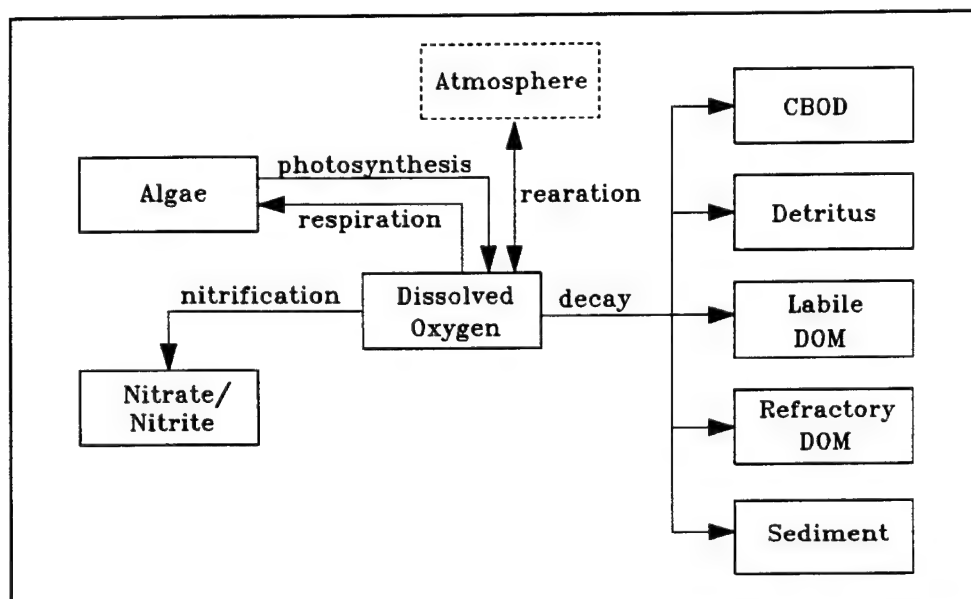 Atmosphere
CBOD
photosynthesis
Algae
respiration
rearation
Detritus
nitrification
Dissolved
Oxygen
decay
Labile
DOM
Nitrate/
Nitrite
Refractory
DOM
Sediment